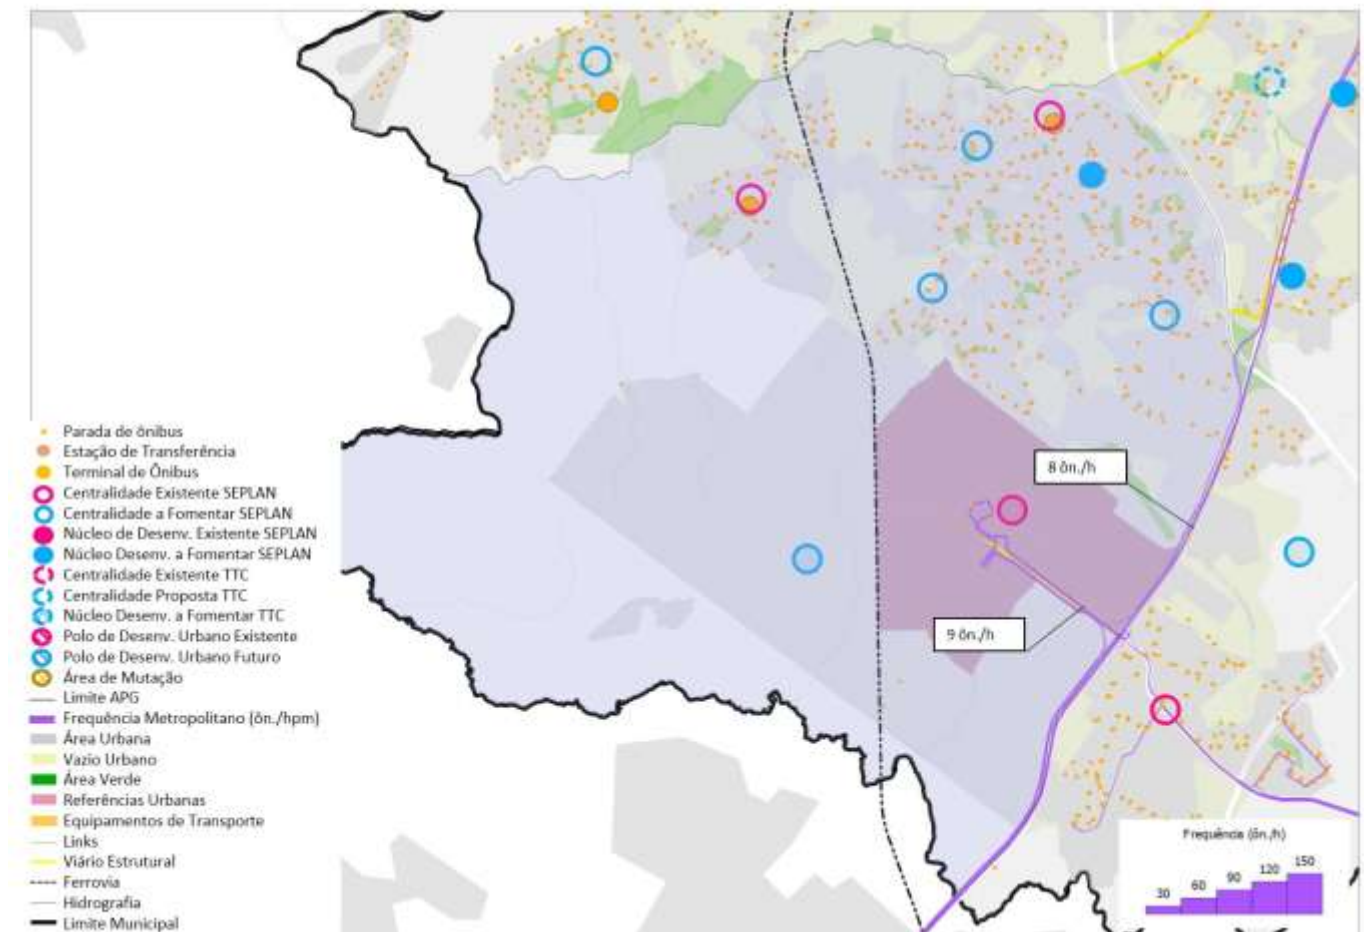 8 ôn./h
Parada de ônibus
Estação de Transferência
Terminal de Ônibus
Centralidade Existente SEPLAN
Centralidade a Fomentar SEPLAN
Núcleo de Desenv. Existente SEPLAN
Núcleo Desenv. a Fomentar SEPLAN
Centralidade Existente TTC
Centralidade Proposta TTC
Núcleo Desenv. a Fomentar TTC
Polo de Desenv. Urbano Existente
9 ôn./h
Polo de Desenv. Urbano Futuro
Área de Mutação
Limite APG
Frequência Metropolitano (ôn./hpm)
Área Urbana
Vazio Urbano
Área Verde
Referências Urbanas
Equipamentos de Transporte
Links
Viário Estrutural
Ferrovia
Hidrografia
Limite Municipal
Frequência (ôn./h)
30 60 90 120 150